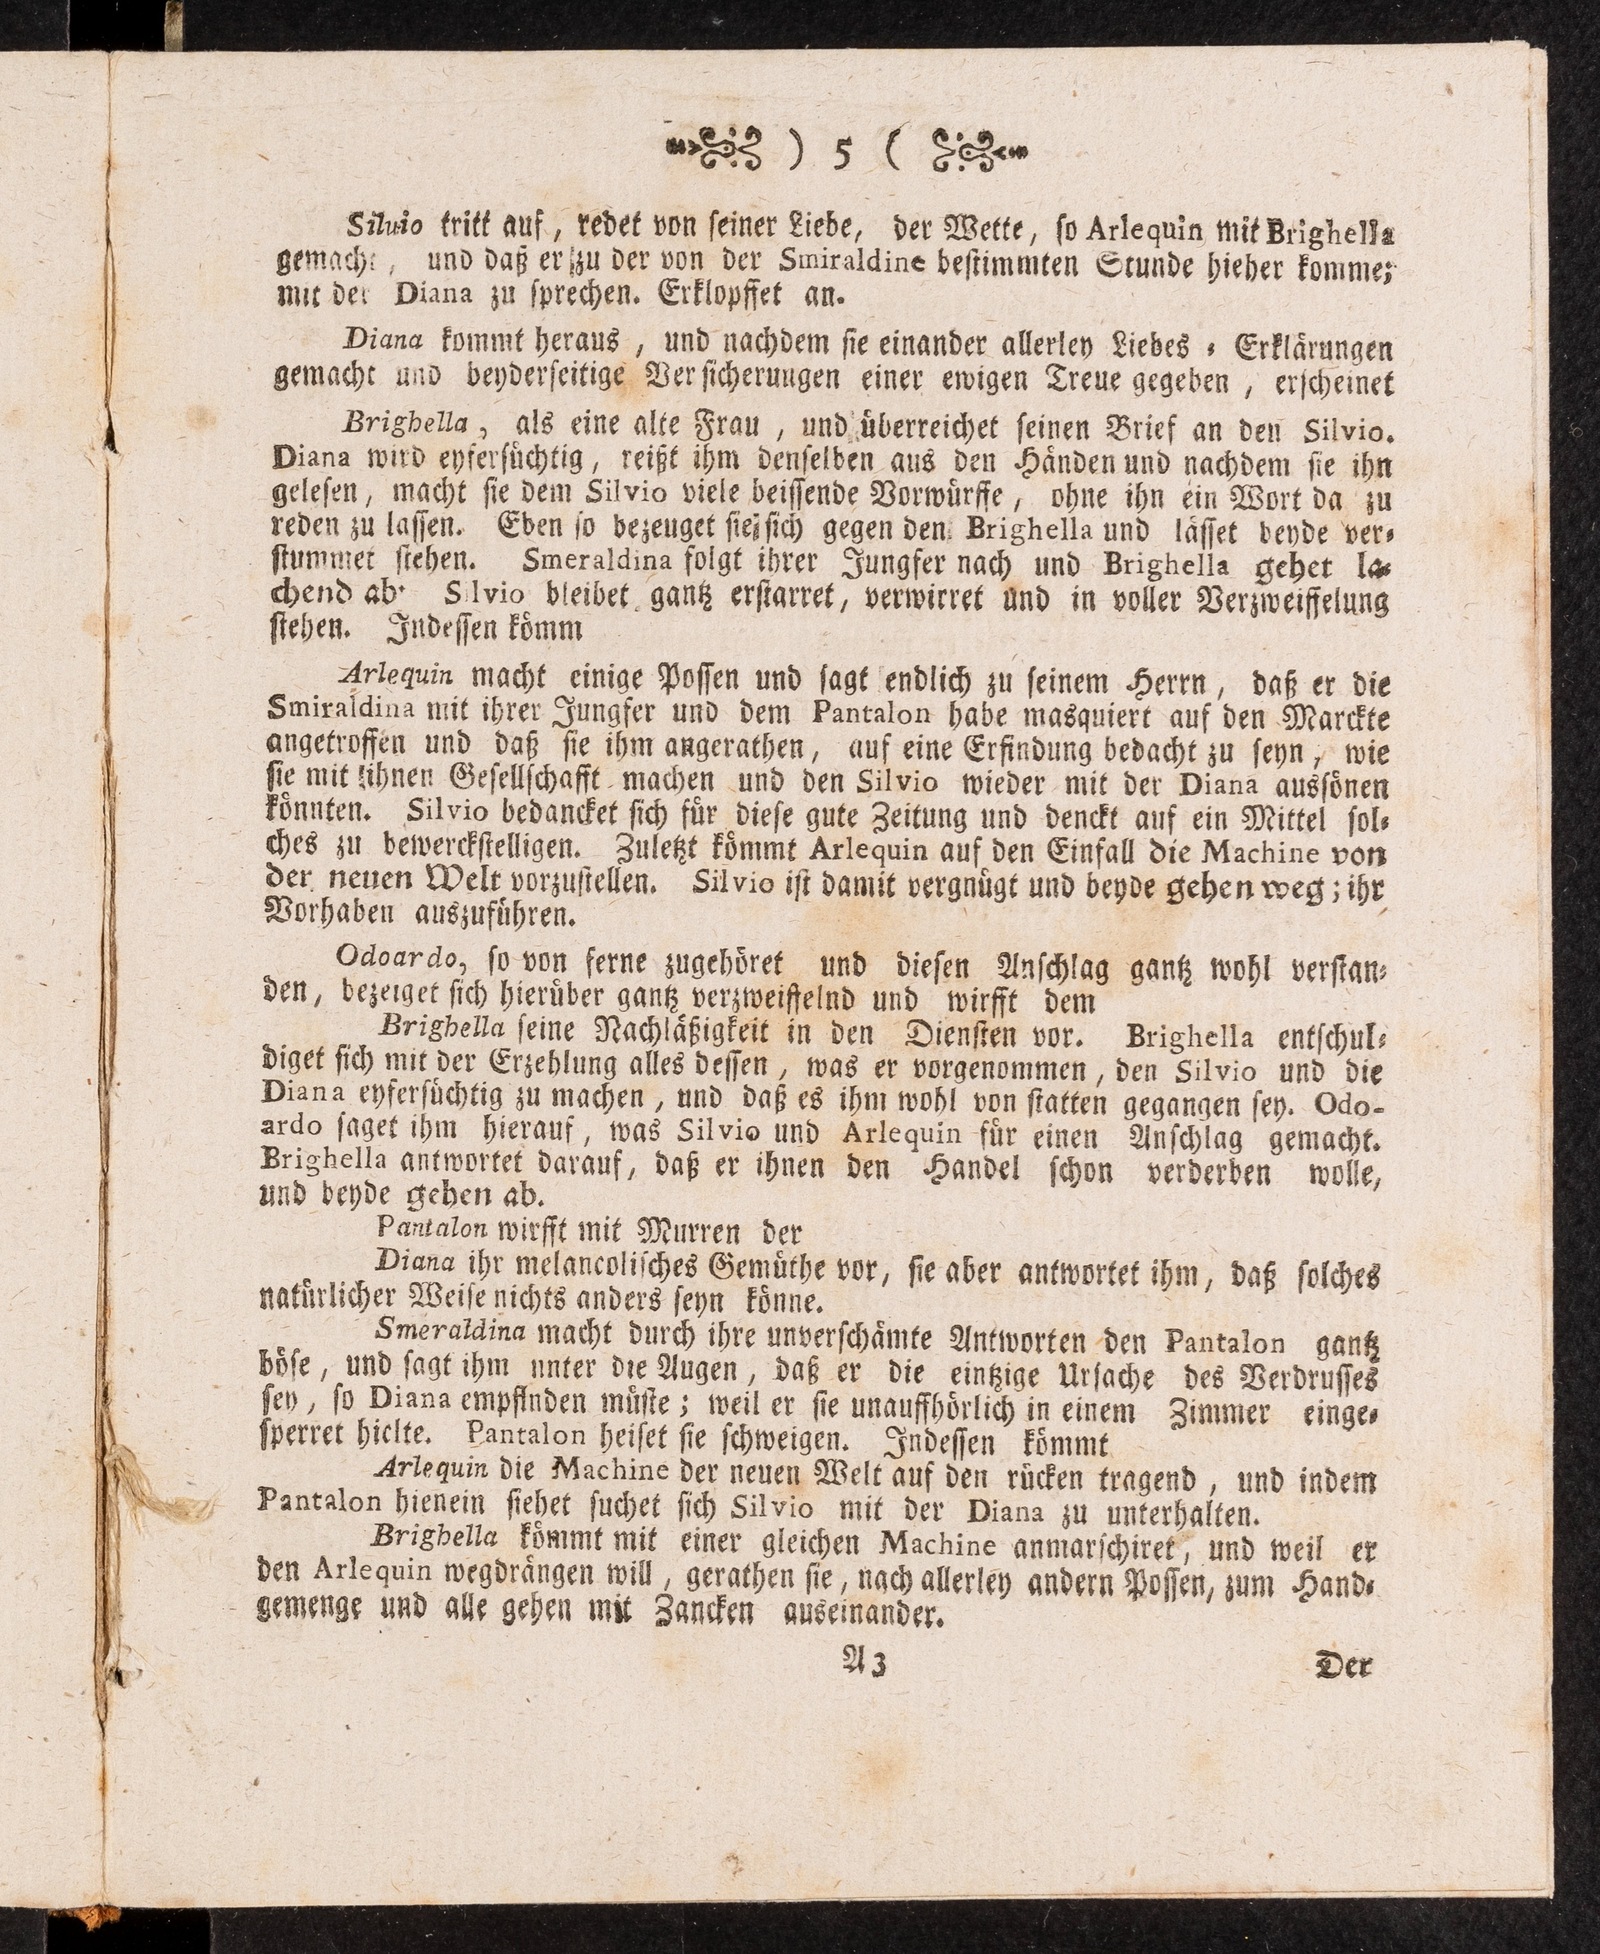 ) 5 (
Silvio tritt auf, redet von seiner Liebe, der Wette, so Arlequin mit Brighella
gemacht, und daß er zu der von der Smiraldine bestimmten Stunde hieher komme;
mit der Diana zu sprechen. Erklopffet an.
Diana kommt heraus, und nachdem sie einander allerley Liebes - Erklärungen
gemacht und beyderseitige Versicherungen einer ewigen Treue gegeben, erscheinet
Brighella, als eine alte Frau, und überreichet seinen Brief an den Silvio.
Diana wird eyfersüchtig, reißt ihm denselben aus den Händen und nachdem sie ihn
gelesen, macht sie dem Silvio viele beissende Vorwürffe, ohne ihn ein Wort da zu
reden zu lassen. Eben so bezeuget sie sich gegen den Brighella und lässet beyde ver-
stummet stehen. Smeraldina folgt ihrer Jungfer nach und Brighella gehet la-
chend ab. Silvio bleibet gantz erstarret, verwirret und in voller Verzweiffelung
stehen. Indessen kömm
Arlequin macht einige Possen und sagt endlich zu seinem Herrn, daß er die
Smiraldina mit ihrer Jungfer und dem Pantalon habe masquiert auf den Marckte
angetroffen und daß sie ihm angerathen, auf eine Erfindung bedacht zu seyn, wie
sie mit ihnen Gesellschafft machen und den Silvio wieder mit der Diana aussönen
könnten. Silvio bedancket sich für diese gute Zeitung und denckt auf ein Mittel sol-
ches zu bewerckstelligen. Zuletzt kömmt Arlequin auf den Einfall die Machine von
der neuen Welt vorzustellen. Silvio ist damit vergnügt und beyde gehen weg; ihr
Vorhaben auszuführen.
Odoardo, so von ferne zugehöret und diesen Anschlag gantz wohl verstan-
den, bezeiget sich hierüber gantz verzweiffelnd und wirfft dem
Brighella seine Nachläßigkeit in den Diensten vor. Brighella entschul-
diget sich mit der Erzehlung alles dessen, was er vorgenommen, den Silvio und die
Diana eyfersüchtig zu machen, und daß es ihm wohl von statten gegangen sey. Odo-
ardo saget ihm hierauf, was Silvio und Arlequin für einen Anschlag gemacht.
Brighella antwortet darauf, daß er ihnen den Handel schon verderben wolle,
und beyde gehen ab.
Pantalon wirfft mit Murren der
Diana ihr melancolisches Gemüthe vor, sie aber antwortet ihm, daß solches
natürlicher Weise nichts anders seyn könne.
Smeraldina macht durch ihre unverschämte Antworten den Pantalon gantz
böse, und sagt ihm unter die Augen, daß er die eintzige Ursache des Verdrusses
sey, so Diana empfinden müste; weil er sie unauffhörlich in einem Zimmer einge-
sperret hielte. Pantalon heiset sie schweigen. Indessen kömmt
Arlequin die Machine der neuen Welt auf den rücken tragend, und indem
Pantalon hienein siehet suchet sich Silvio mit der Diana zu unterhalten.
Brighella kömmt mit einer gleichen Machine anmarschiret, und weil er
den Arlequin wegdrängen will, gerathen sie, nach allerley andern Possen, zum Hand-
gemenge und alle gehen mit Zancken auseinander.
A 3
Der